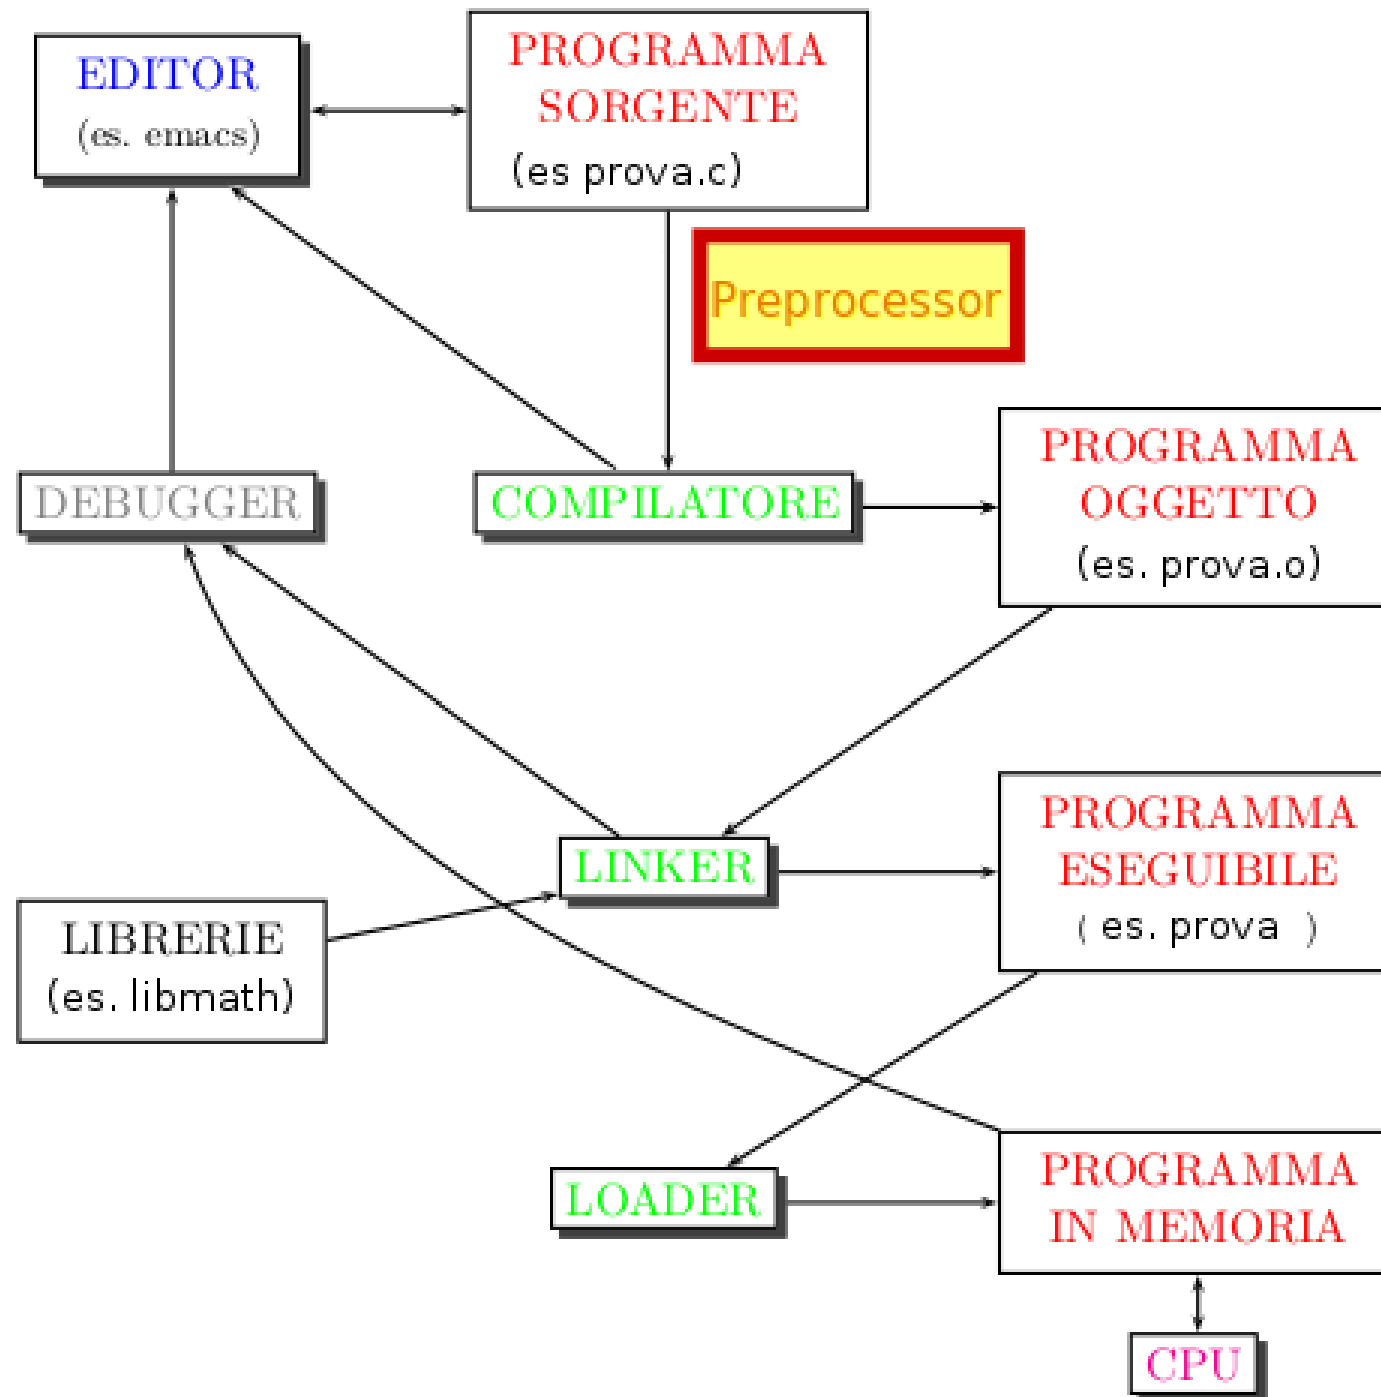 EDITOR
(es. emacs)
PROGRAMMA
SORGENTE
(es prova.c)
Preprocessor
DEBUGGER
COMPILATORE
PROGRAMMA
OGGETTO
(es. prova.o)
LINKER
PROGRAMMA
ESEGUIBILE
( es. prova )
LIBRERIE
(es. libmath)
LOADER
PROGRAMMA
IN MEMORIA
CPU